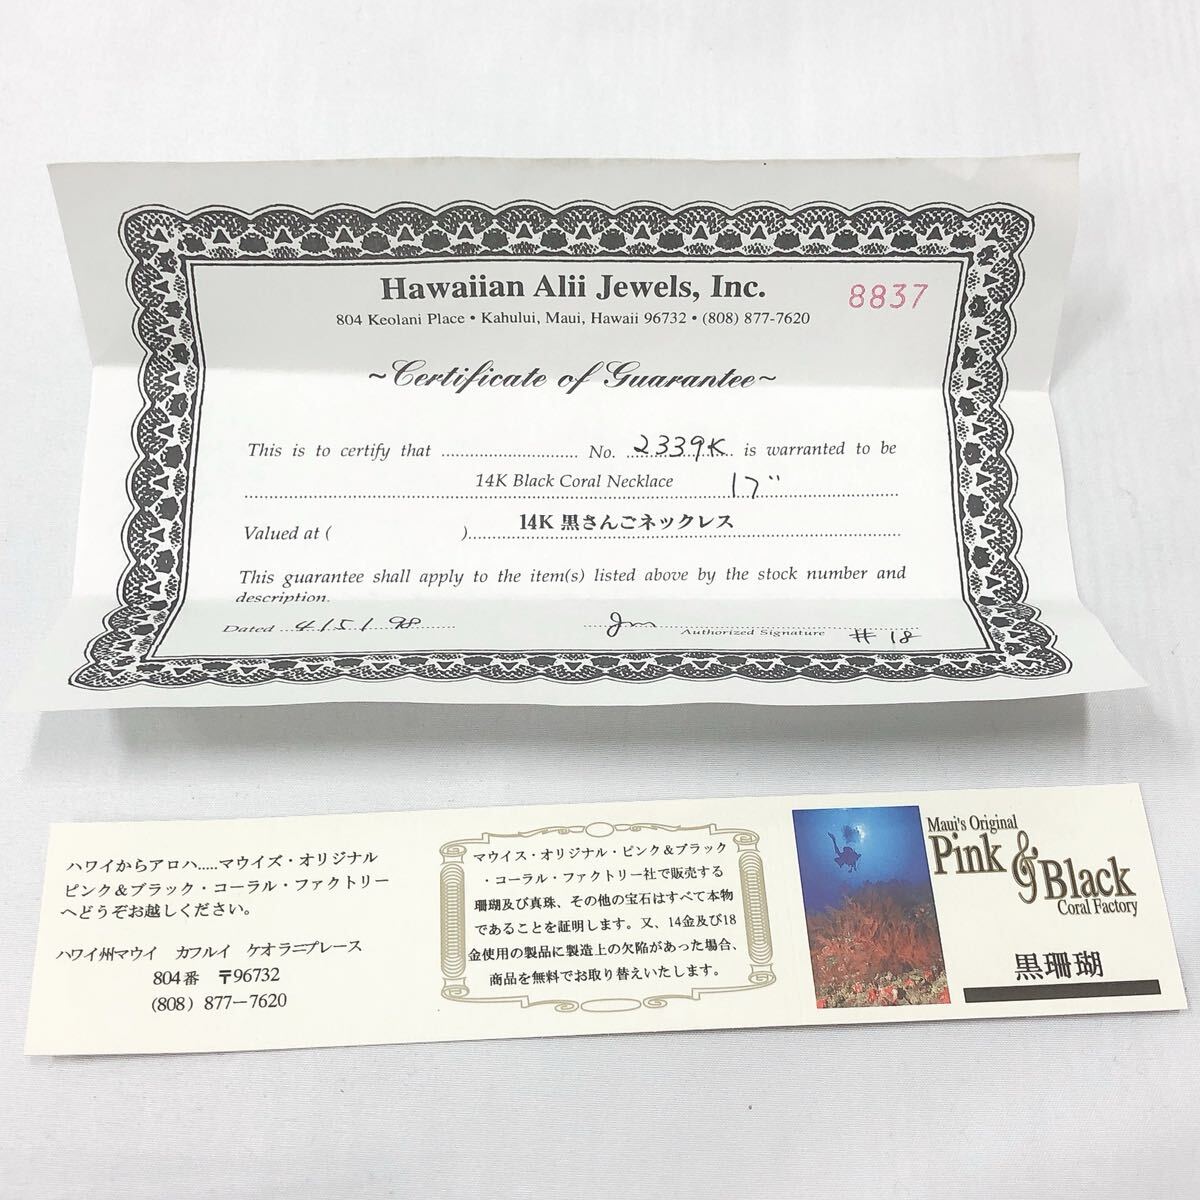 Hawaiian Alii Jewels, Inc.
8837
804 Keolani Place • Kahului, Maui, Hawaii 96732 • (808) 877-7620
~Certificate of Guarantee~
This is to certify that ............................ No. 2339K is warranted to be
14K Black Coral Necklace 17"
Valued at ( ) 14K 黒さんごネックレス
This guarantee shall apply to the item(s) listed above by the stock number and
description.
Dated 4/5/98 Jm
Authorized Signature #18
ハワイからアロハ.....マウイズ・オリジナル
ピンク＆ブラック・コーラル・ファクトリー
へどうぞお越しください。
ハワイ州マウイ カフルイ ケオラニプレース
804番 〒96732
(808) 877ー7620
マウイス・オリジナル・ピンク＆ブラック
・コーラル・ファクトリー社で販売する
珊瑚及び真珠、その他の宝石はすべて本物
であることを証明します。又、14金及び18
金使用の製品に製造上の欠陥があった場合、
商品を無料でお取り替えいたします。
Maui's Original
Pink &
Black
Coral Factory
黒珊瑚